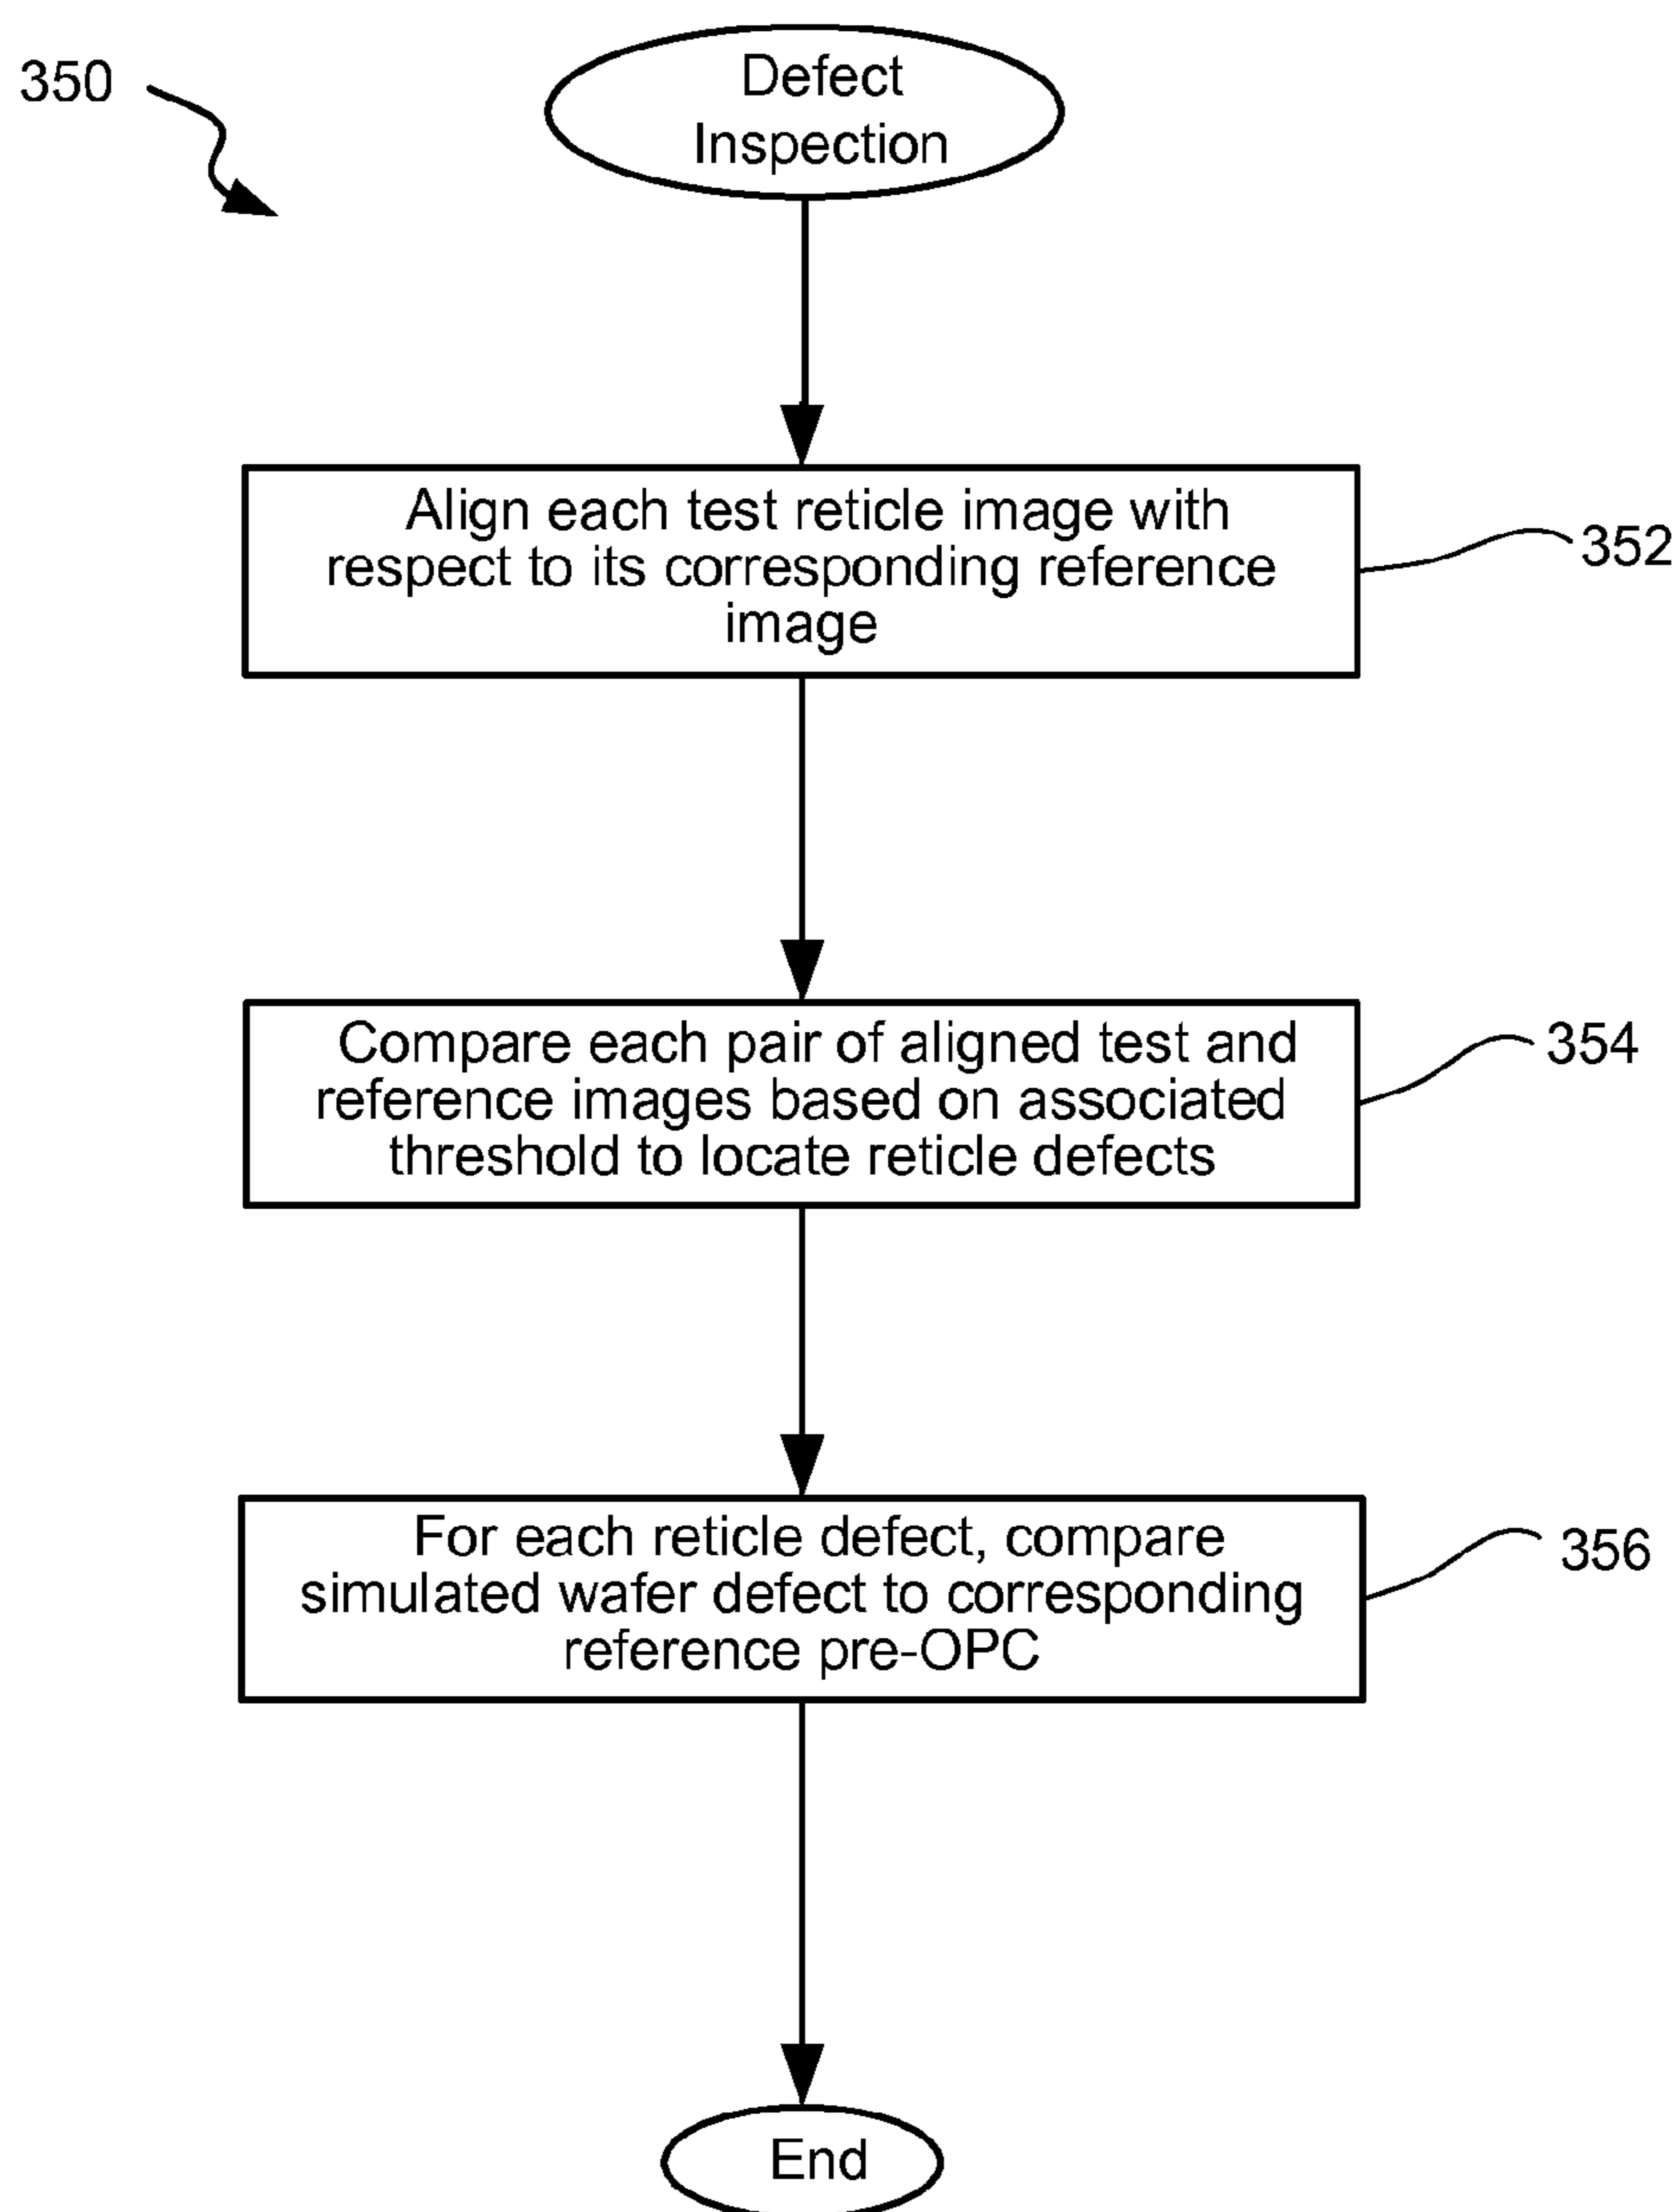 350
Defect
Inspection
Align each test reticle image with
respect to its corresponding reference
image
352
Compare each pair of aligned test and
reference images based on associated
threshold to locate reticle defects
354
For each reticle defect, compare
simulated wafer defect to corresponding
reference pre-OPC
356
End